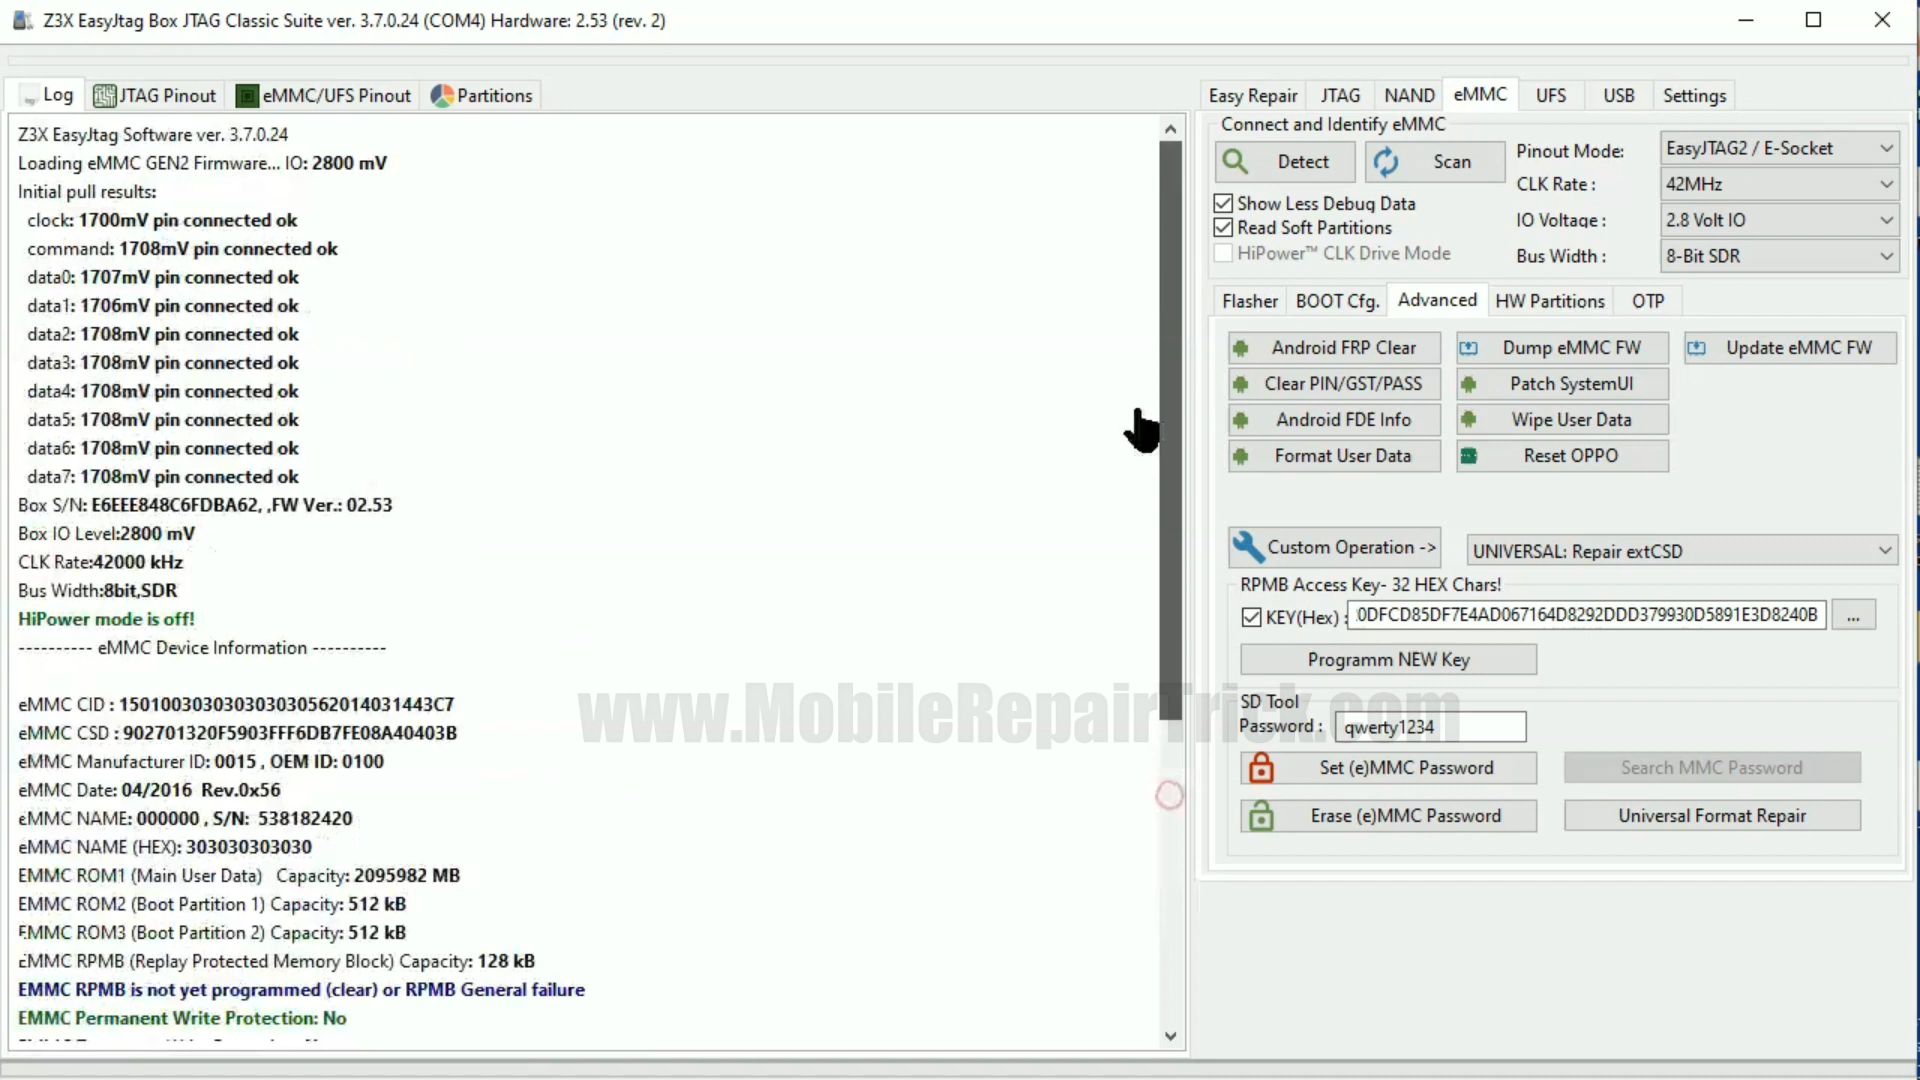 Z3X EasyJtag Box JTAG Classic Suite ver. 3.7.0.24 (COM4) Hardware: 2.53 (rev. 2)
Log
JTAG Pinout
eMMC/UFS Pinout
Partitions
Z3X EasyJtag Software ver. 3.7.0.24
Loading eMMC GEN2 Firmware... IO: 2800 mV
Initial pull results:
clock: 1700mV pin connected ok
command: 1708mV pin connected ok
data0: 1707mV pin connected ok
data1: 1706mV pin connected ok
data2: 1708mV pin connected ok
data3: 1708mV pin connected ok
data4: 1708mV pin connected ok
data5: 1708mV pin connected ok
data6: 1708mV pin connected ok
data7: 1708mV pin connected ok
Box S/N: E6EEE848C6FDBA62, ,FW Ver.: 02.53
Box IO Level:2800 mV
CLK Rate:42000 kHz
Bus Width:8bit,SDR
HiPower mode is off!
---------- eMMC Device Information ----------
eMMC CID : 150100303030303030562014031443C7
eMMC CSD : 902701320F5903FFF6DB7FE08A40403B
eMMC Manufacturer ID: 0015 , OEM ID: 0100
eMMC Date: 04/2016 Rev.0x56
eMMC NAME: 000000 , S/N: 538182420
eMMC NAME (HEX): 303030303030
EMMC ROM1 (Main User Data) Capacity: 2095982 MB
EMMC ROM2 (Boot Partition 1) Capacity: 512 kB
EMMC ROM3 (Boot Partition 2) Capacity: 512 kB
EMMC RPMB (Replay Protected Memory Block) Capacity: 128 kB
EMMC RPMB is not yet programmed (clear) or RPMB General failure
EMMC Permanent Write Protection: No
www.MobileRepairTrick.com
Easy Repair
JTAG
NAND
eMMC
UFS
USB
Settings
Connect and Identify eMMC
Detect
Scan
Pinout Mode:
EasyJTAG2 / E-Socket
CLK Rate :
42MHz
Show Less Debug Data
IO Voltage :
2.8 Volt IO
Read Soft Partitions
HiPower™ CLK Drive Mode
Bus Width :
8-Bit SDR
Flasher
BOOT Cfg.
Advanced
HW Partitions
OTP
Android FRP Clear
Dump eMMC FW
Update eMMC FW
Clear PIN/GST/PASS
Patch SystemUI
Android FDE Info
Wipe User Data
Format User Data
Reset OPPO
Custom Operation ->
UNIVERSAL: Repair extCSD
RPMB Access Key- 32 HEX Chars!
KEY(Hex) :
0DFCD85DF7E4AD067164D8292DDD379930D5891E3D8240B
...
Programm NEW Key
SD Tool
Password :
qwerty1234
Set (e)MMC Password
Search MMC Password
Erase (e)MMC Password
Universal Format Repair